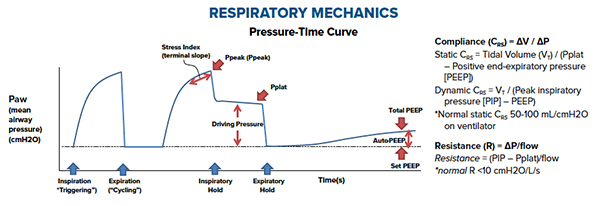 RESPIRATORY MECHANICS
Pressure-Time Curve
Stress Index
(terminal slope)
Ppeak (Ppeak)
Pplat
Paw
(mean
airway
pressure)
(cmH2O)
Driving Pressure
Total PEEP
AutoPEEP
Set PEEP
Inspiration
"Triggering")
Expiration
("Cycling")
Inspiratory
Hold
Expiratory
Hold
Time(s)
Compliance (CRS) = ΔV / ΔP
Static CRS = Tidal Volume (VT) / (Pplat
– Positive end-expiratory pressure
[PEEP])
Dynamic CRS = VT / (Peak inspiratory
pressure [PIP] – PEEP)
*Normal static CRS 50-100 mL/cmH2O
on ventilator
Resistance (R) = ΔP/flow
Resistance = (PIP – Pplat)/flow
*normal R <10 cmH2O/L/s